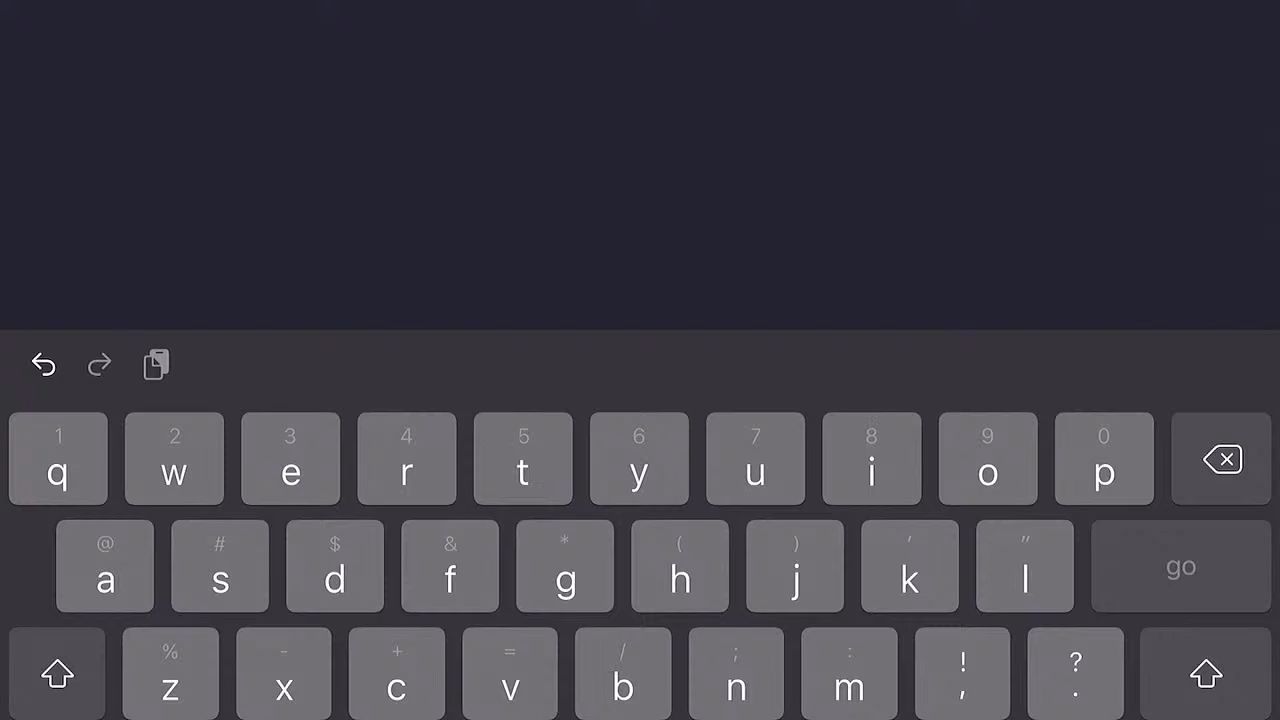 1 2 3 4 5 6 7 8 9 0
q w e r t y u i o p
@ # $ & * ( ) ' "
a s d f g h j k l go
% - + = / ; : ! ?
z x c v b n m , .